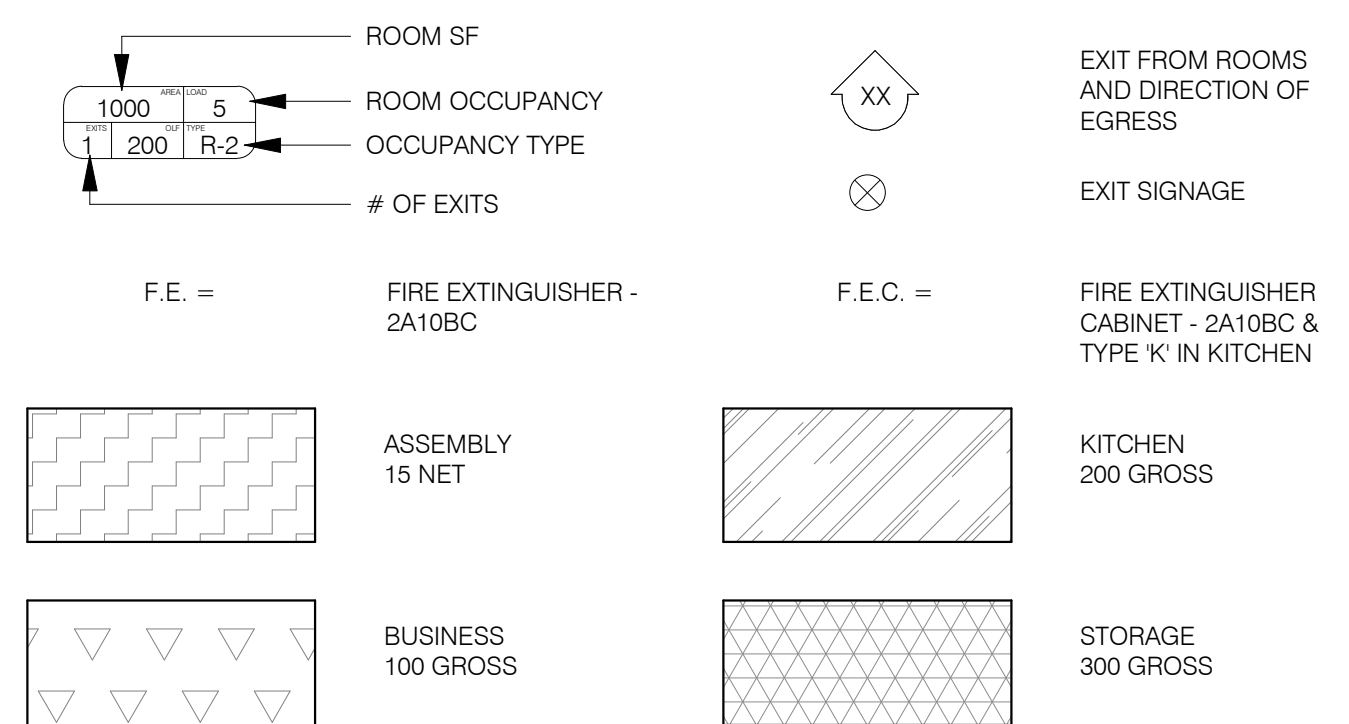 ROOM SF
AREA LOAD
1000 5
ROOM OCCUPANCY
EXITS OLF TYPE
1 200 R-2
OCCUPANCY TYPE
# OF EXITS
XX
EXIT FROM ROOMS
AND DIRECTION OF
EGRESS
EXIT SIGNAGE
F.E. =
FIRE EXTINGUISHER -
2A10BC
F.E.C. =
FIRE EXTINGUISHER
CABINET - 2A10BC &
TYPE 'K' IN KITCHEN
ASSEMBLY
15 NET
KITCHEN
200 GROSS
BUSINESS
100 GROSS
STORAGE
300 GROSS